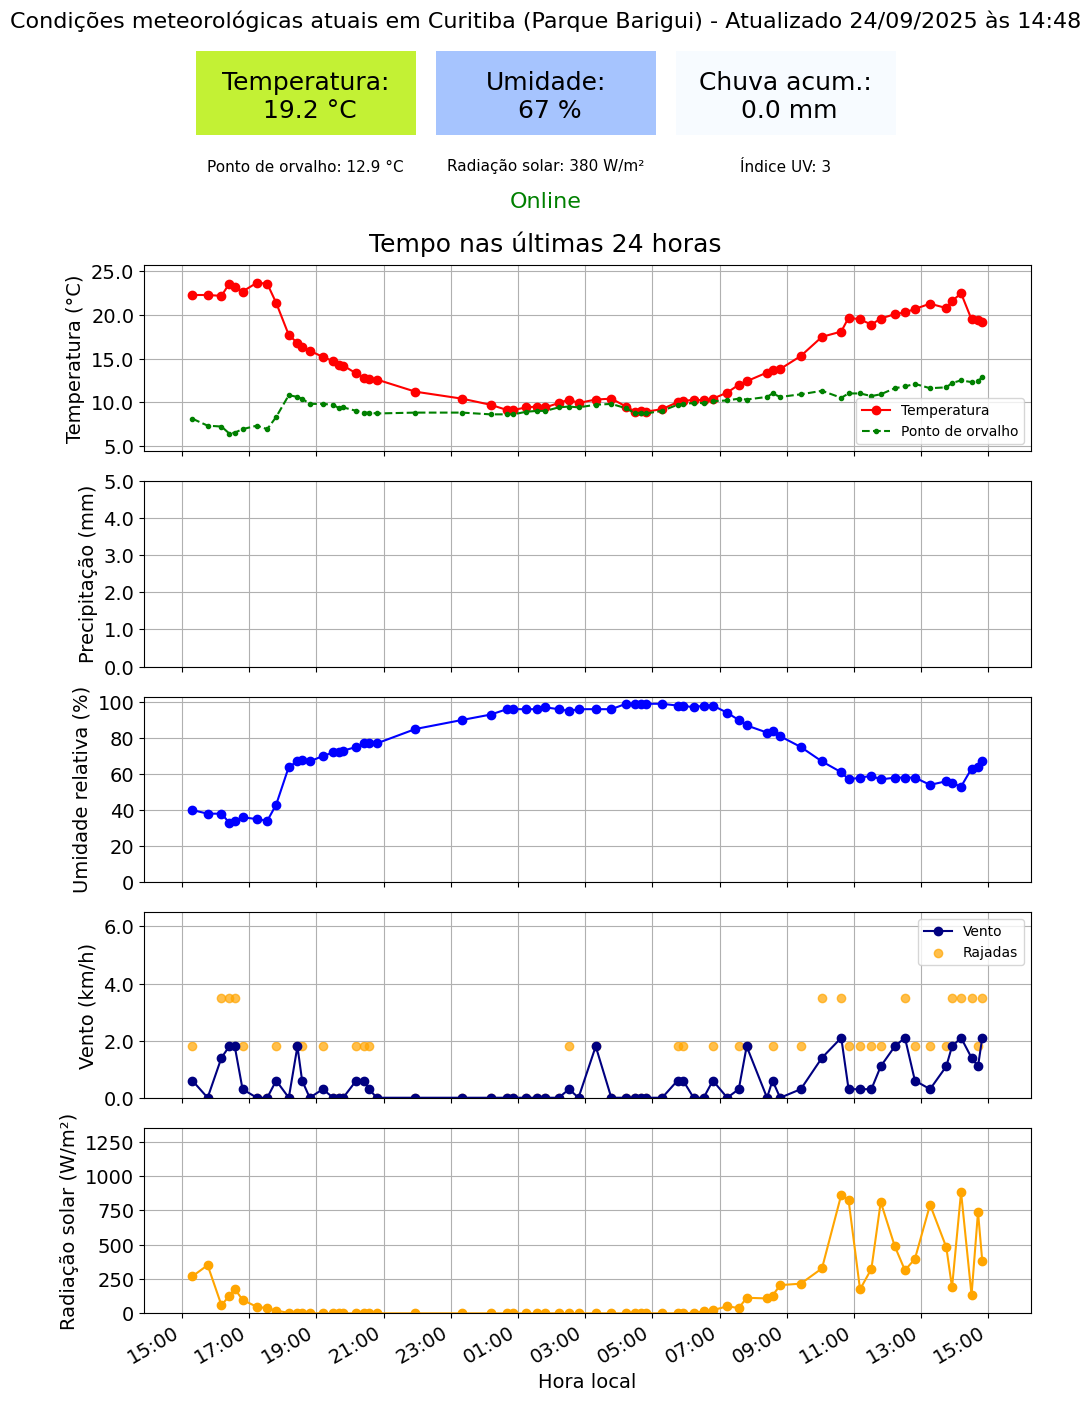 Condições meteorológicas atuais em Curitiba (Parque Barigui) - Atualizado 24/09/2025 às 14:48
Temperatura:
19.2 °C
Umidade:
67 %
Chuva acum.:
0.0 mm
Ponto de orvalho: 12.9 °C
Radiação solar: 380 W/m²
Índice UV: 3
Online
Tempo nas últimas 24 horas
Temperatura (°C)
25.0
20.0
15.0
10.0
5.0
Temperatura
Ponto de orvalho
Precipitação (mm)
5.0
4.0
3.0
2.0
1.0
0.0
Umidade relativa (%)
100
80
60
40
20
0
Vento (km/h)
6.0
4.0
2.0
0.0
Vento
Rajadas
Radiação solar (W/m²)
1250
1000
750
500
250
0
15:00
17:00
19:00
21:00
23:00
01:00
03:00
05:00
07:00
09:00
11:00
13:00
15:00
Hora local